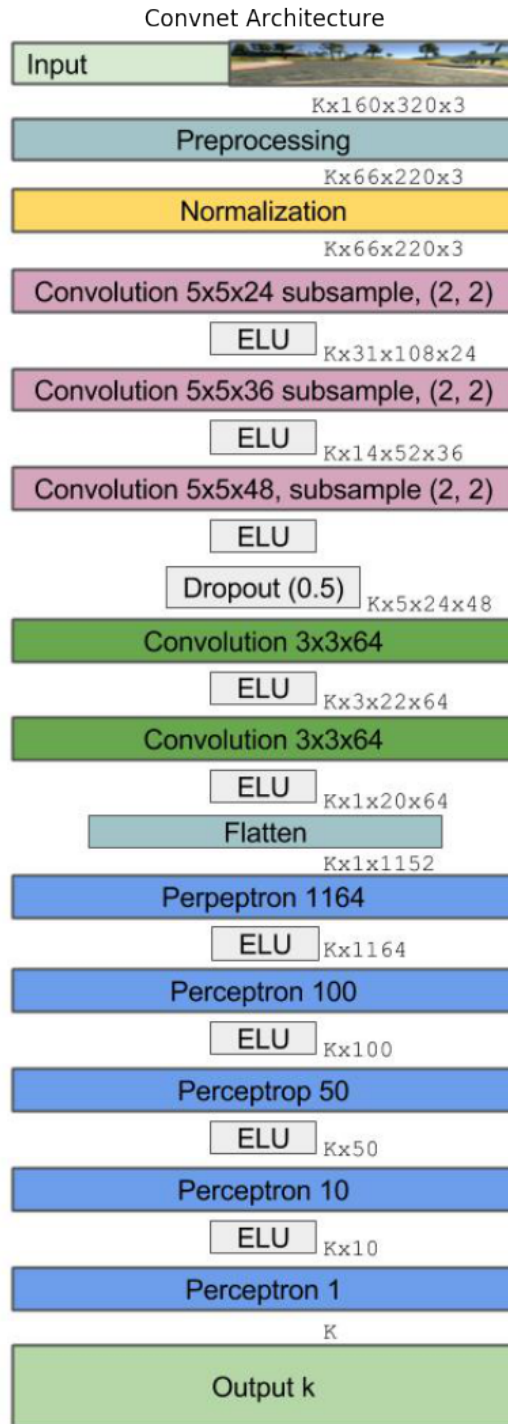 Convnet Architecture
Input
Kx160x320x3
Preprocessing
Kx66x220x3
Normalization
Kx66x220x3
Convolution 5x5x24 subsample, (2, 2)
ELU
Kx31x108x24
Convolution 5x5x36 subsample, (2, 2)
ELU
Kx14x52x36
Convolution 5x5x48, subsample (2, 2)
ELU
Dropout (0.5)
Kx5x24x48
Convolution 3x3x64
ELU
Kx3x22x64
Convolution 3x3x64
ELU
Kx1x20x64
Flatten
Kx1x1152
Perpeptron 1164
ELU
Kx1164
Perceptron 100
ELU
Kx100
Perceptrop 50
ELU
Kx50
Perceptron 10
ELU
Kx10
Perceptron 1
K
Output k